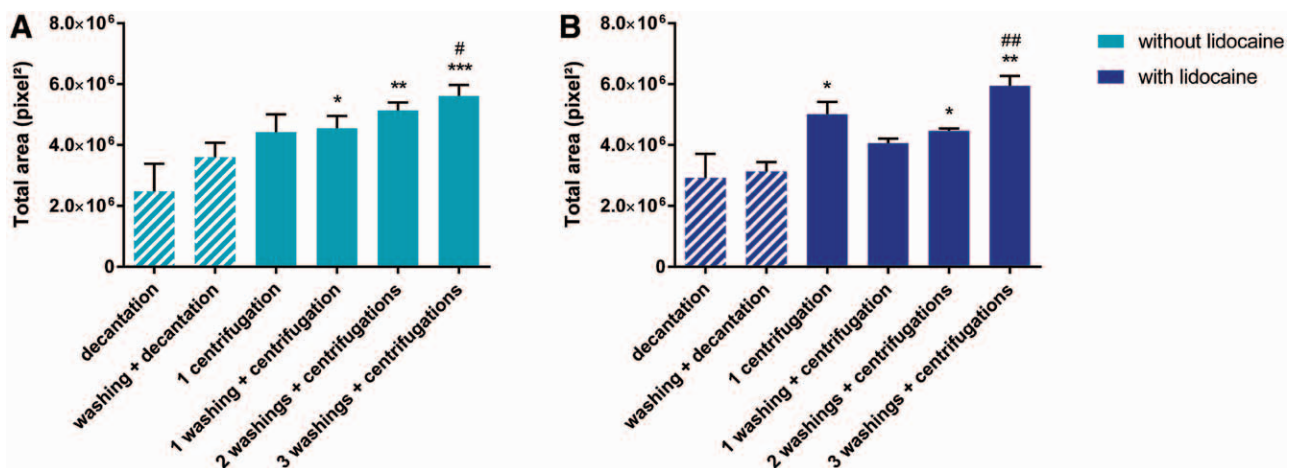 A
Total area (pixel²)
8.0×10⁶
6.0×10⁶
4.0×10⁶
2.0×10⁶
0
*
**
#
***
decantation
washing + decantation
1 centrifugation
1 washing + centrifugation
2 washings + centrifugations
3 washings + centrifugations
B
Total area (pixel²)
8.0×10⁶
6.0×10⁶
4.0×10⁶
2.0×10⁶
0
*
*
##
**
decantation
washing + decantation
1 centrifugation
1 washing + centrifugation
2 washings + centrifugations
3 washings + centrifugations
without lidocaine
with lidocaine